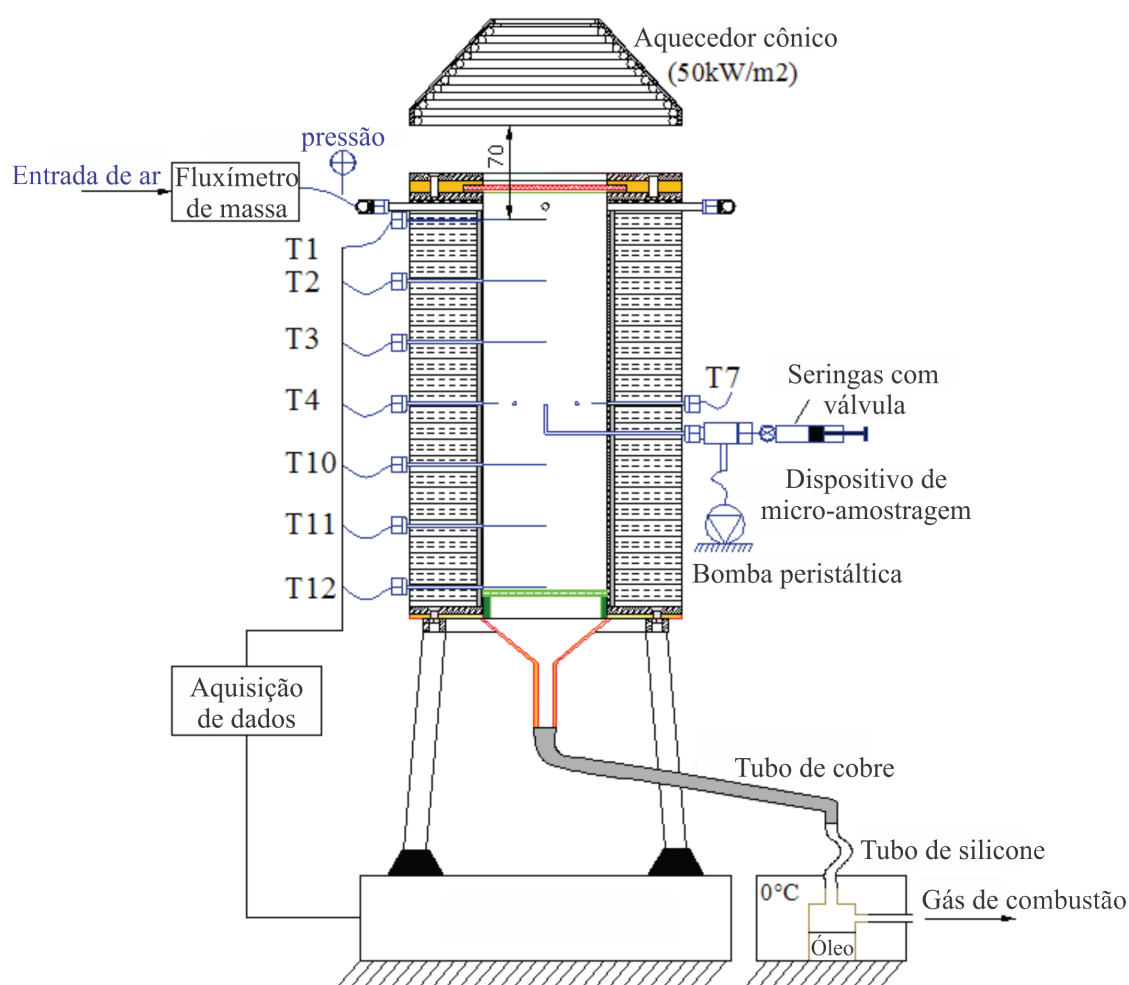 Aquecedor cônico
(50kW/m2)
pressão
70
Entrada de ar
Fluxímetro
de massa
T1
T2
T3
T4
T7
Seringas com
válvula
T10
Dispositivo de
micro-amostragem
T11
Bomba peristáltica
T12
Aquisição
de dados
Tubo de cobre
Tubo de silicone
0°C
Gás de combustão
Óleo